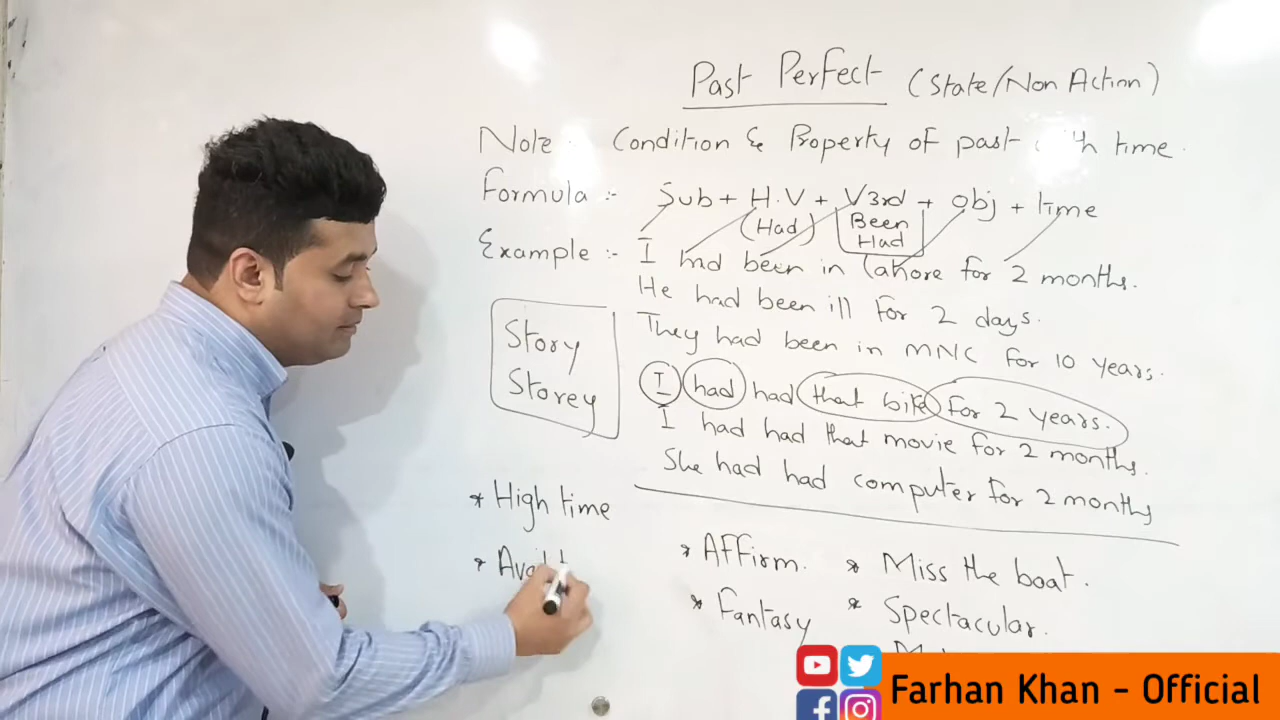 Past Perfect (State/Non Action)
Note :- Condition & Property of past with time.
Formula :- Sub + H.V + V3rd + Obj + time
(Had) Been
Had
Example :- I had been in Lahore for 2 months.
He had been ill for 2 days.
They had been in MNC for 10 years.
I had had that bike for 2 years.
I had had that movie for 2 months.
She had had computer for 2 months
Story
Storey
* High time
* Affirm. * Miss the boat.
* Fantasy * Spectacular.
Farhan Khan - Official